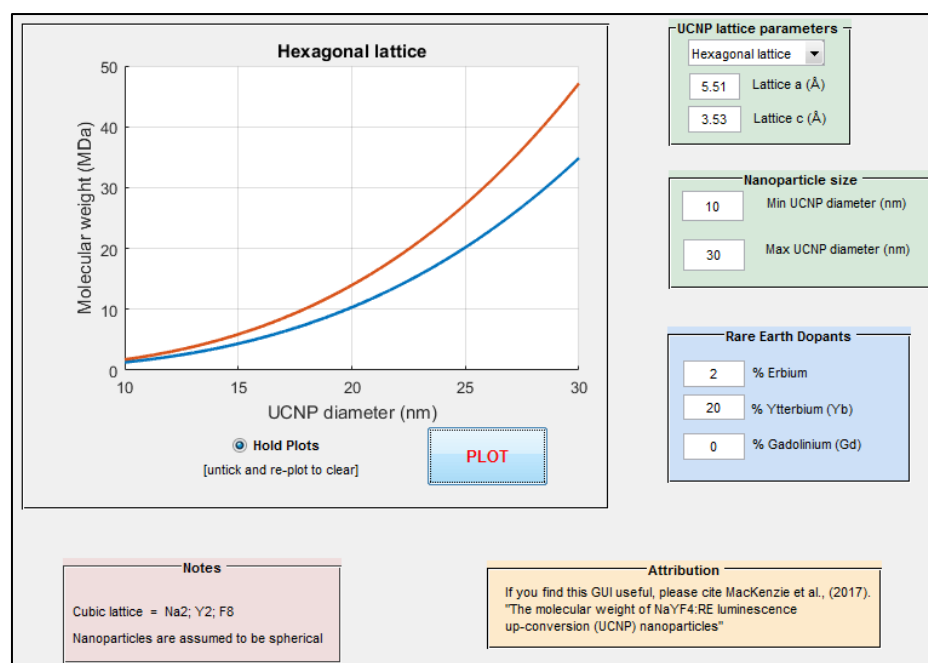 Hexagonal lattice
50
40
30
20
10
0
Molecular weight (MDa)
10 15 20 25 30
UCNP diameter (nm)
Hold Plots
[untick and re-plot to clear]
PLOT
UCNP lattice parameters
Hexagonal lattice
5.51 Lattice a (Å)
3.53 Lattice c (Å)
Nanoparticle size
10 Min UCNP diameter (nm)
30 Max UCNP diameter (nm)
Rare Earth Dopants
2 % Erbium
20 % Ytterbium (Yb)
0 % Gadolinium (Gd)
Notes
Cubic lattice = Na2; Y2; F8
Nanoparticles are assumed to be spherical
Attribution
If you find this GUI useful, please cite MacKenzie et al., (2017).
"The molecular weight of NaYF4:RE luminescence
up-conversion (UCNP) nanoparticles"